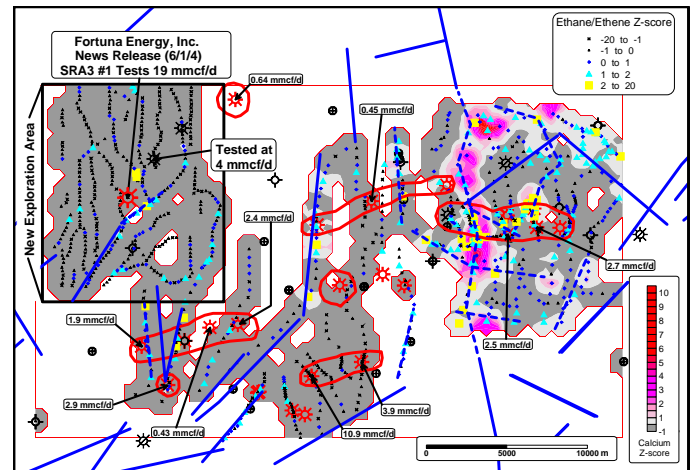 Fortuna Energy, Inc.
News Release (6/1/4)
SRA3 #1 Tests 19 mmcf/d
Ethane/Ethene Z-score
-20 to -1
-1 to 0
0 to 1
1 to 2
2 to 20
0.64 mmcf/d
0.45 mmcf/d
Tested at
4 mmcf/d
New Exploration Area
2.4 mmcf/d
2.7 mmcf/d
1.9 mmcf/d
2.5 mmcf/d
2.9 mmcf/d
0.43 mmcf/d
3.9 mmcf/d
10.9 mmcf/d
10
9
8
7
6
5
4
3
2
1
-1
Calcium
Z-score
0 5000 10000 m